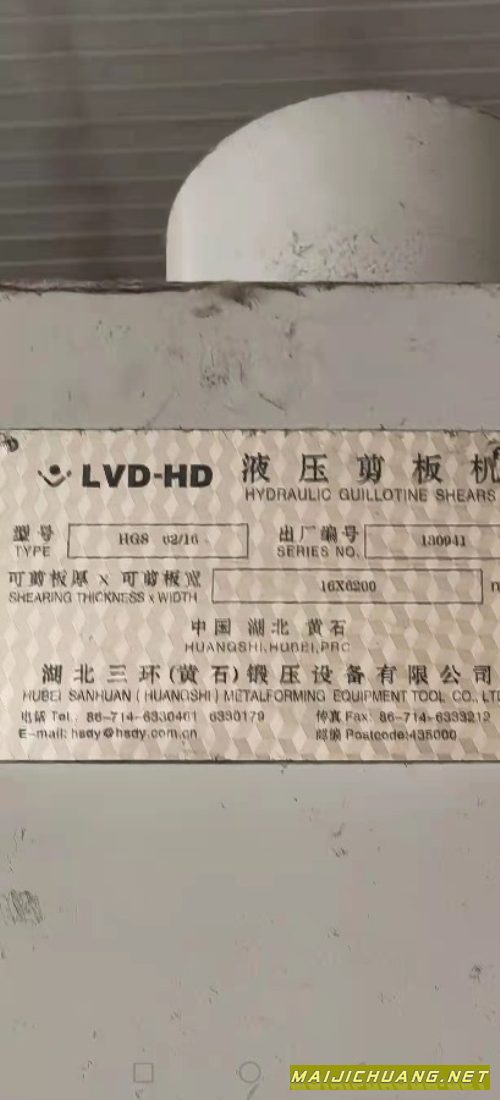 LVD-HD 液压剪板机
HYDRAULIC GUILLOTINE SHEARS
型号 HGS 62/16 出厂编号 130941
TYPE SERIES NO.
可剪板厚 x 可剪板宽 16X6200
SHEARING THICKNESS x WIDTH
中国 湖北 黄石
HUANGSHI,HUBEI,PRC
湖北三环(黄石)锻压设备有限公司
HUBEI SANHUAN (HUANGSHI) METALFORMING EQUIPMENT TOOL CO., LTD
电话 Tel.: 86-714-6330461 6330179 传真 Fax: 86-714-6333212
E-mail: hsdy@hsdy.com.cn 邮编 Postcode:435000
MAIJICHUANG.NET